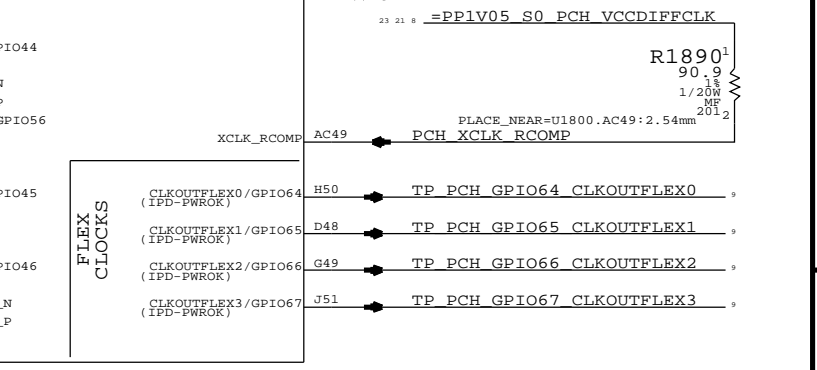 23 21 8 =PP1V05_S0_PCH_VCCDIFFCLK
PIO44
R1890 1
90.9
1%
1/20W
MF
201 2
N
P
GPIO56
PLACE_NEAR=U1800.AC49:2.54mm
XCLK_RCOMP AC49 PCH_XCLK_RCOMP
PIO45
FLEX
CLOCKS
CLKOUTFLEX0/GPIO64 H50 TP_PCH_GPIO64_CLKOUTFLEX0 9
(IPD-PWROK)
CLKOUTFLEX1/GPIO65 D48 TP_PCH_GPIO65_CLKOUTFLEX1 9
(IPD-PWROK)
PIO46
CLKOUTFLEX2/GPIO66 G49 TP_PCH_GPIO66_CLKOUTFLEX2 9
(IPD-PWROK)
_N
CLKOUTFLEX3/GPIO67 J51 TP_PCH_GPIO67_CLKOUTFLEX3 9
(IPD-PWROK)
_P